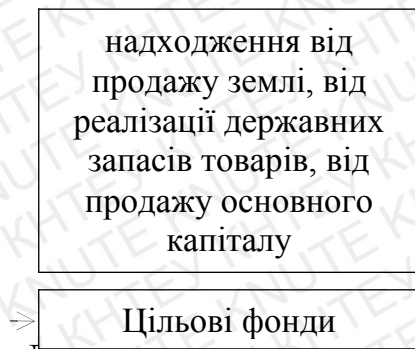 надходження від
продажу землі, від
реалізації державних
запасів товарів, від
продажу основного
капіталу
Цільові фонди